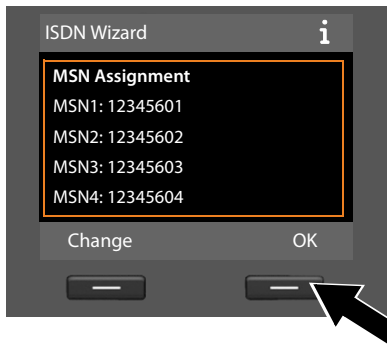 ISDN Wizard i
MSN Assignment
MSN1: 12345601
MSN2: 12345602
MSN3: 12345603
MSN4: 12345604
Change OK